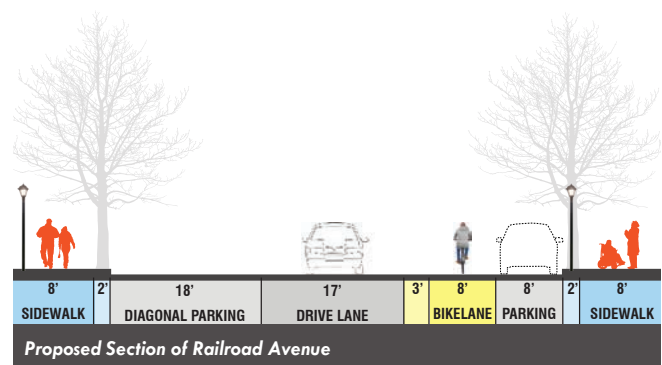 8' 2' 18' 17' 3' 8' 8' 2' 8'
SIDEWALK DIAGONAL PARKING DRIVE LANE BIKELANE PARKING SIDEWALK
Proposed Section of Railroad Avenue